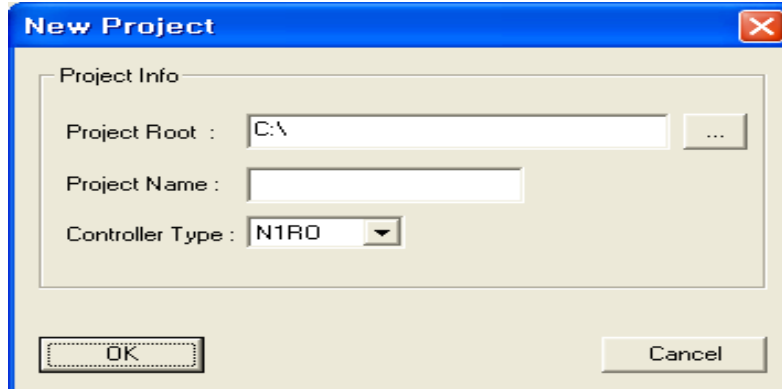 New Project
Project Info
Project Root : C:\ ...
Project Name :
Controller Type : N1RO
OK Cancel